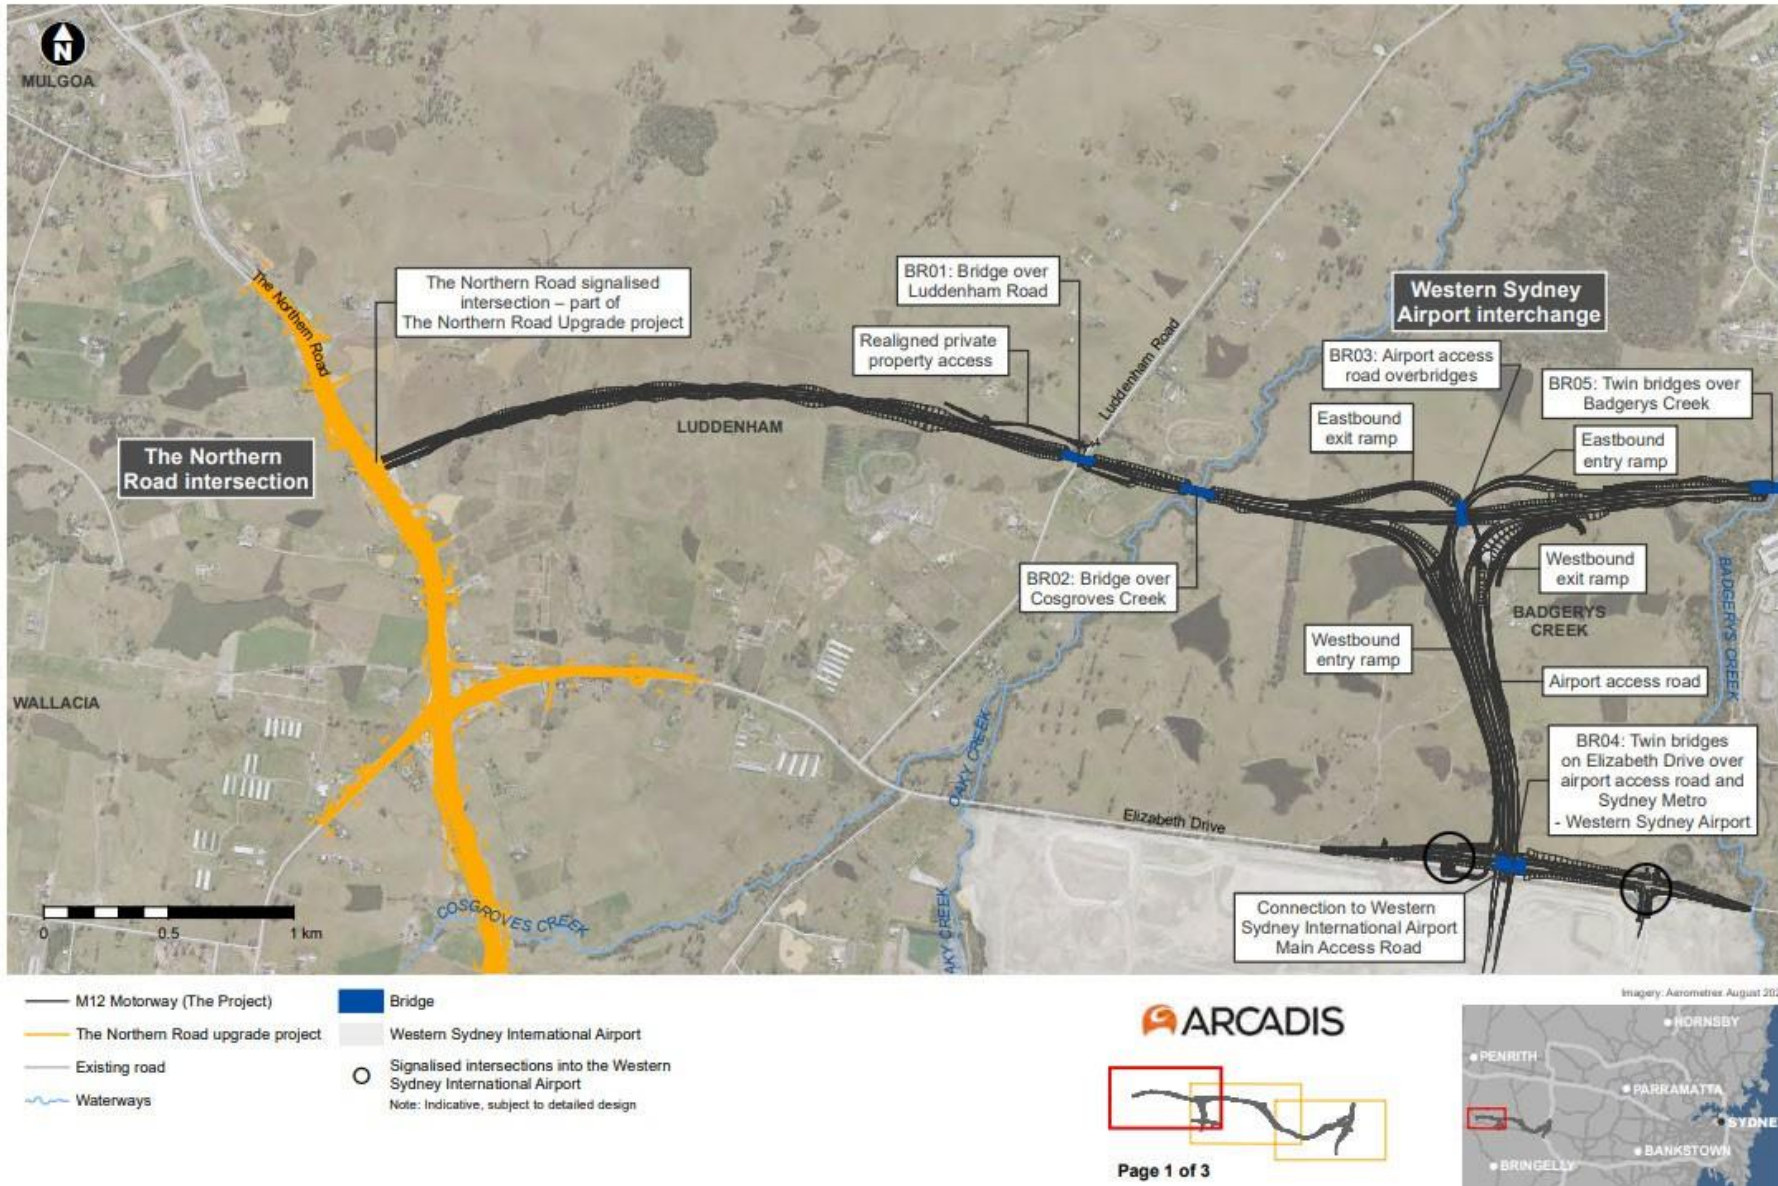 N
MULGOA
The Northern Road
The Northern Road signalised
intersection – part of
The Northern Road Upgrade project
BR01: Bridge over
Luddenham Road
Realigned private
property access
Luddenham Road
Western Sydney
Airport interchange
BR03: Airport access
road overbridges
BR05: Twin bridges over
Badgerys Creek
Eastbound
exit ramp
Eastbound
entry ramp
LUDDENHAM
The Northern
Road intersection
BR02: Bridge over
Cosgroves Creek
Westbound
exit ramp
BADGERYS
CREEK
BADGERYS CREEK
Westbound
entry ramp
Airport access road
WALLACIA
OAKY CREEK
BR04: Twin bridges
on Elizabeth Drive over
airport access road and
Sydney Metro
- Western Sydney Airport
Elizabeth Drive
COSGROVES CREEK
AKY CREEK
Connection to Western
Sydney International Airport
Main Access Road
0 0.5 1 km
M12 Motorway (The Project)
The Northern Road upgrade project
Existing road
Waterways
Bridge
Western Sydney International Airport
Signalised intersections into the Western
Sydney International Airport
Note: Indicative, subject to detailed design
ARCADIS
Page 1 of 3
Imagery: Aerometrex August 202
HORNSBY
PENRITH
PARRAMATTA
SYDNE
BANKSTOWN
BRINGELLY